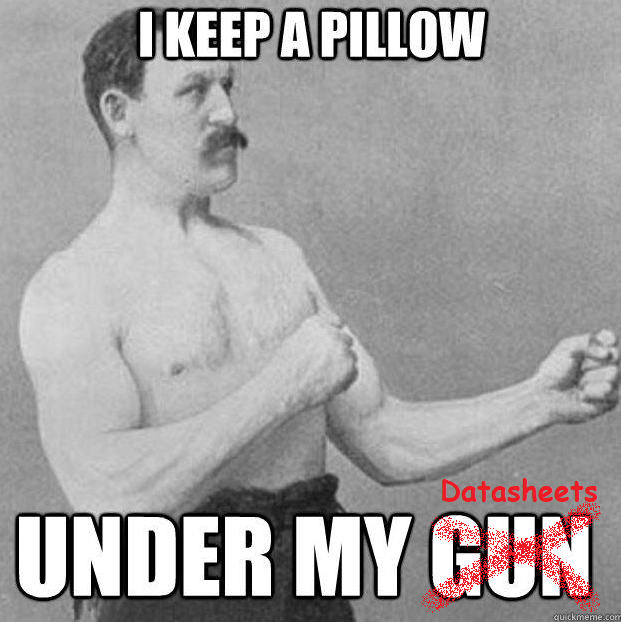 I KEEP A PILLOW
Datasheets
UNDER MY GUN
quickmeme.com